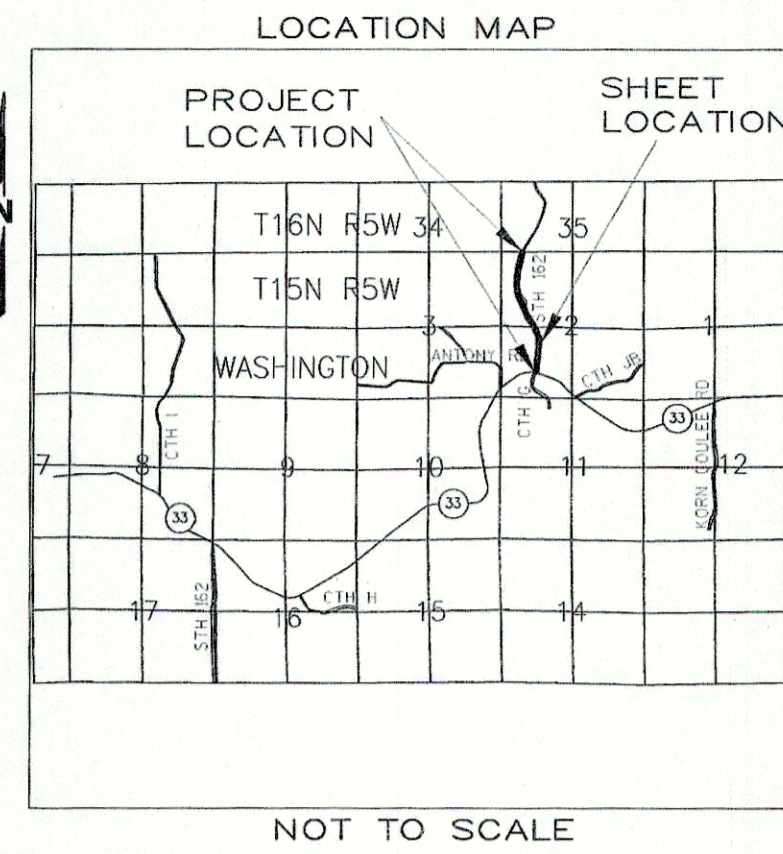 LOCATION MAP
PROJECT
LOCATION
SHEET
LOCATION
T16N R5W 34
35
STH 162
T15N R5W
3
2
1
ANTONY
WASHINGTON
CTH JB
CTH G
33
KORN COULEE RD
CTH I
7
8
9
10
11
12
33
33
STH 162
CTH H
17
16
15
14
NOT TO SCALE